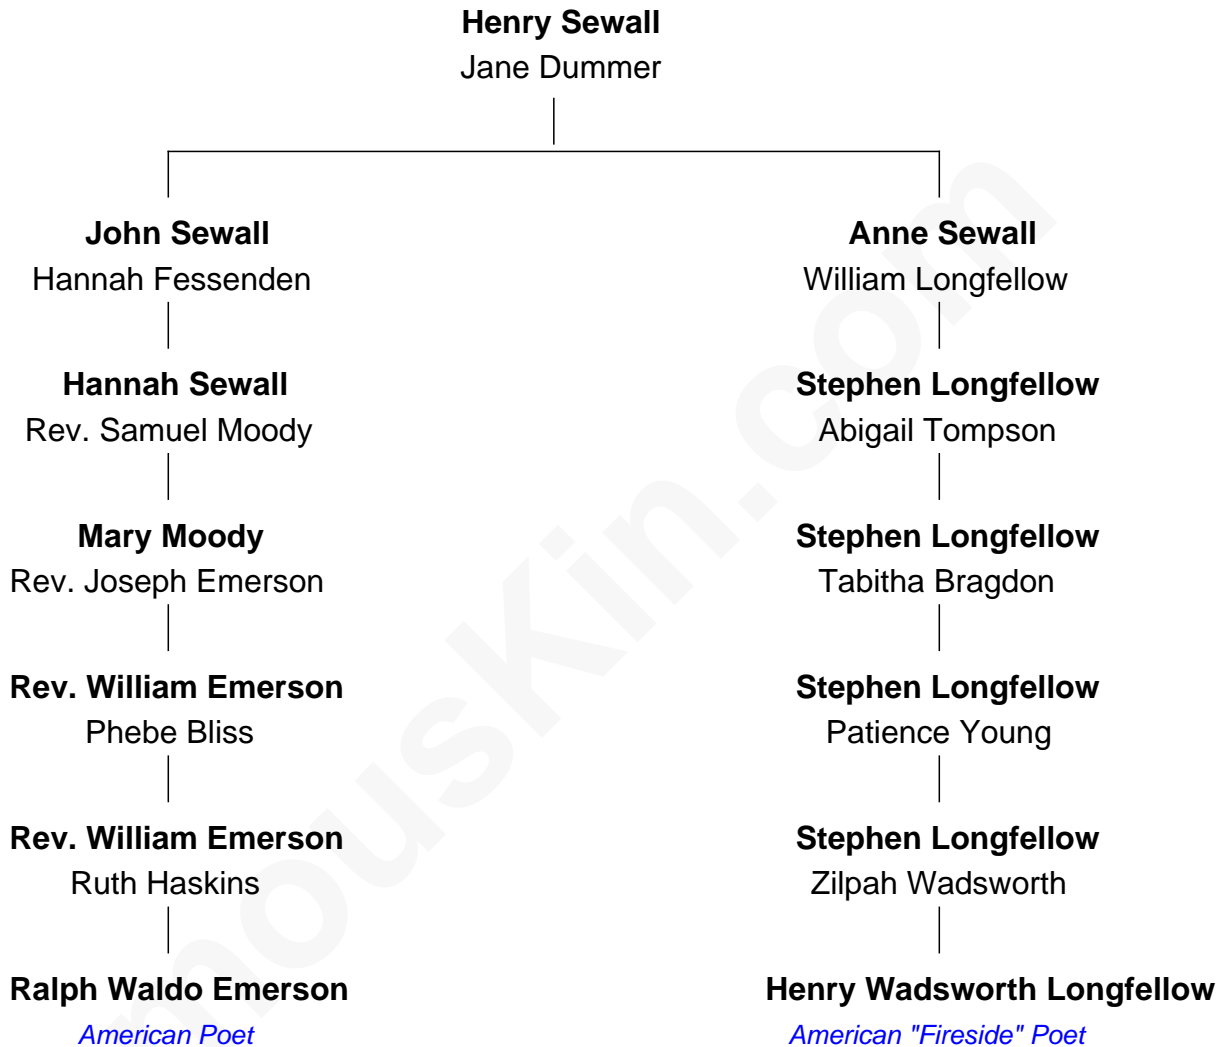 Henry Sewall
Jane Dummer
John Sewall
Hannah Fessenden
Anne Sewall
William Longfellow
Hannah Sewall
Rev. Samuel Moody
Stephen Longfellow
Abigail Tompson
Mary Moody
Rev. Joseph Emerson
Stephen Longfellow
Tabitha Bragdon
Rev. William Emerson
Phebe Bliss
Stephen Longfellow
Patience Young
Rev. William Emerson
Ruth Haskins
Stephen Longfellow
Zilpah Wadsworth
Ralph Waldo Emerson
American Poet
Henry Wadsworth Longfellow
American "Fireside" Poet
mousKin.com